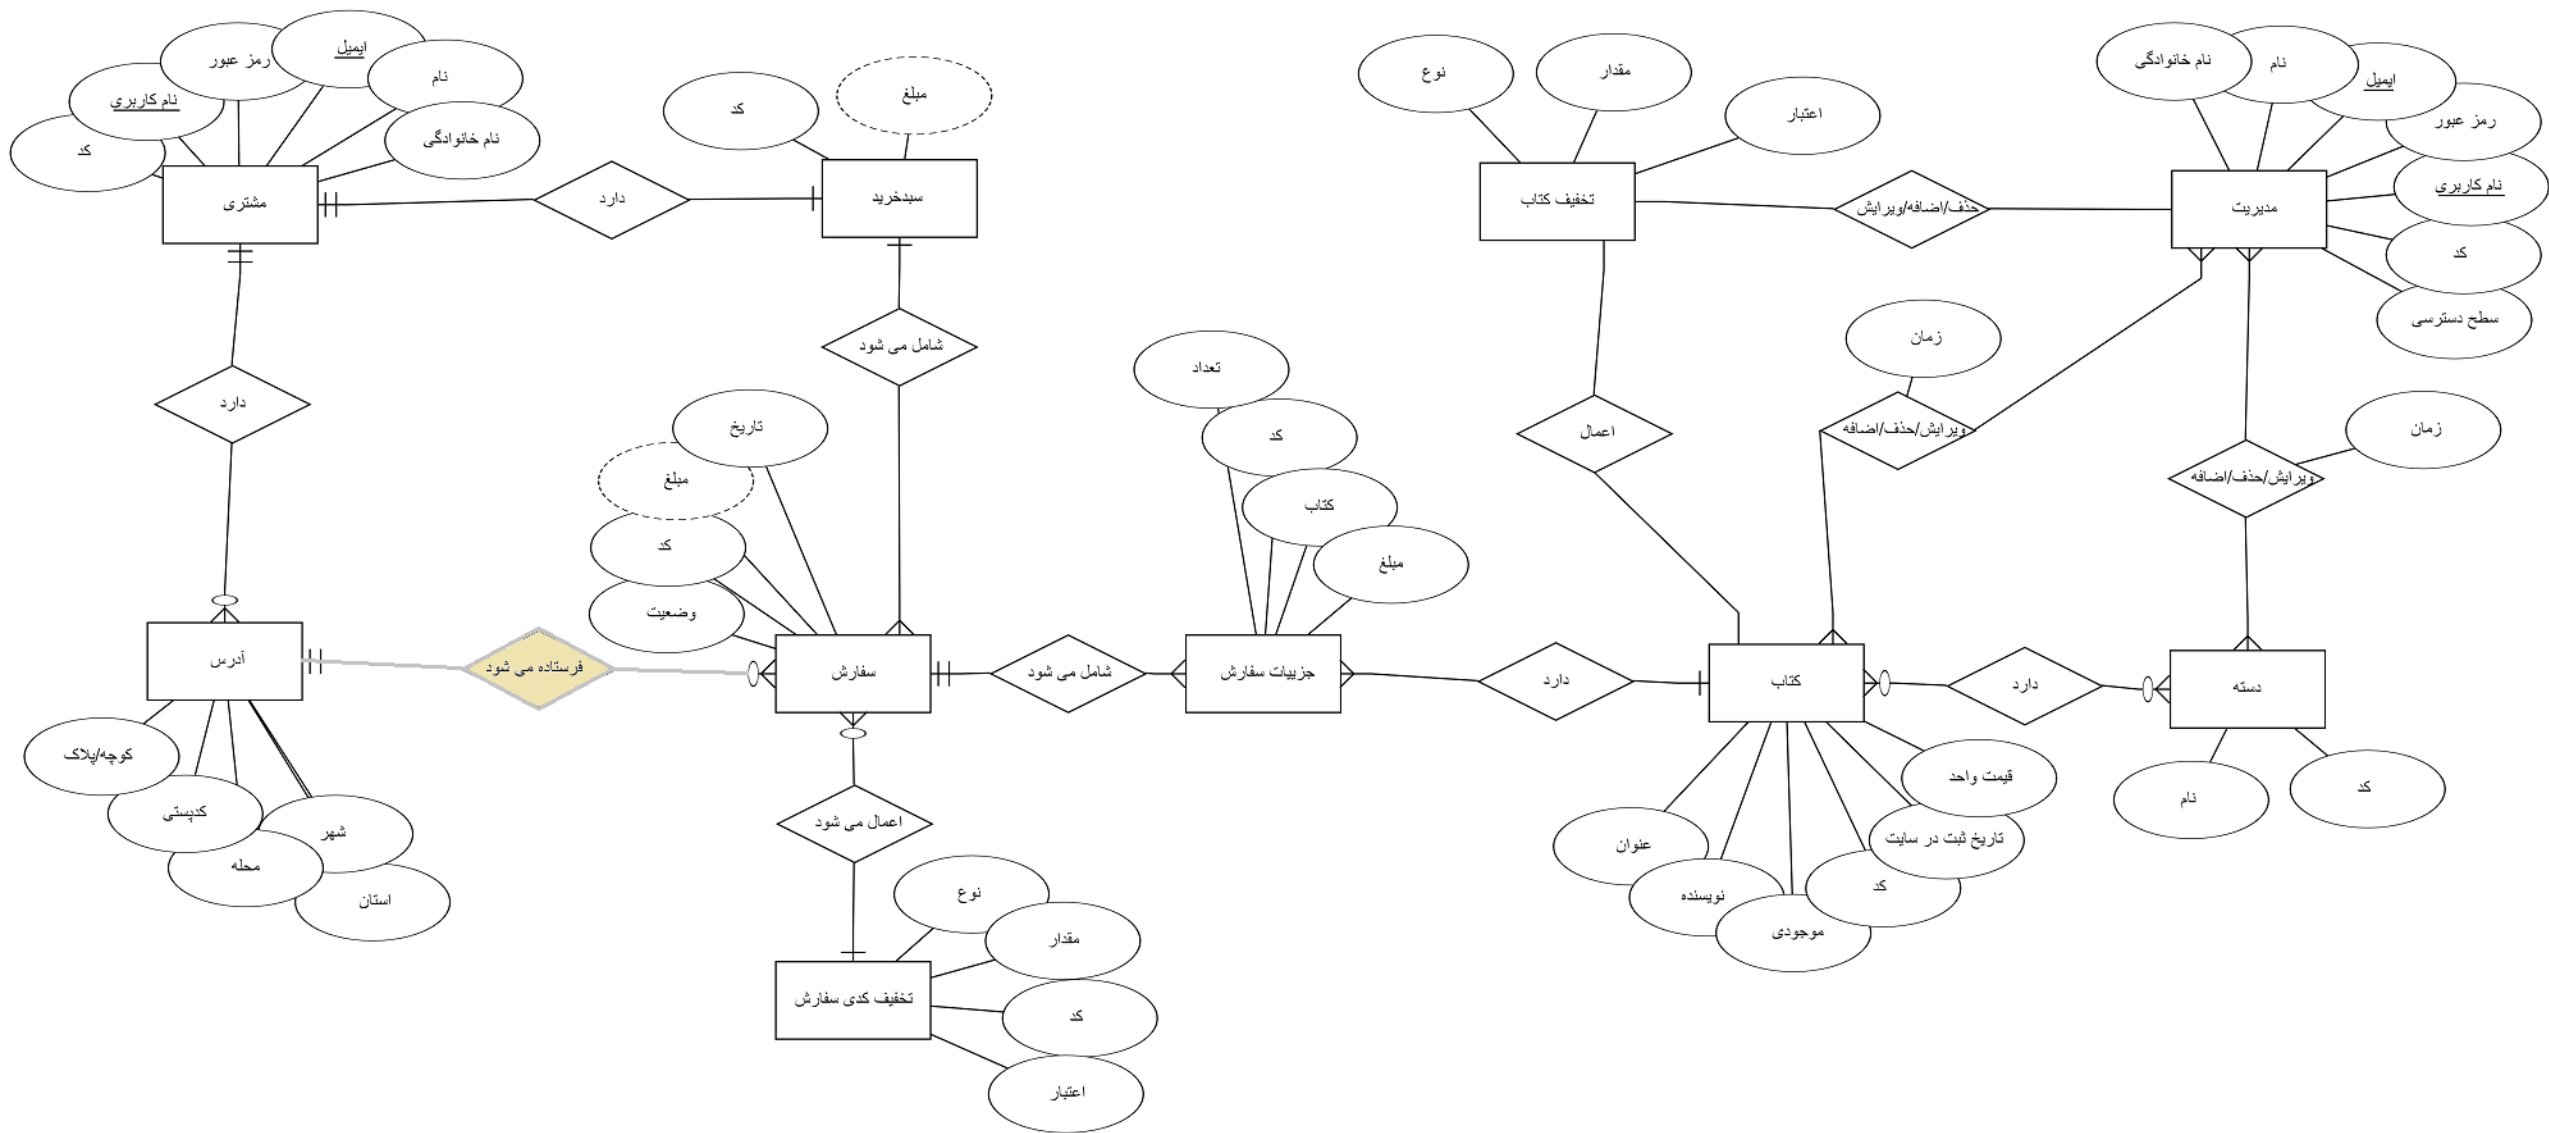 ایمیل
رمز عبور
نام
نام کاربری
نام خانوادگی
کد
مشتری
دارد
کد
مبلغ
سبدخرید
نوع
مقدار
اعتبار
تخفیف کتاب
حذف/اضافه/ویرایش
نام خانوادگی
نام
ایمیل
رمز عبور
نام کاربری
کد
سطح دسترسی
مدیریت
شامل می شود
دارد
تاریخ
مبلغ
کد
وضعیت
تعداد
کد
کتاب
مبلغ
اعمال
زمان
ویرایش/حذف/اضافه
زمان
ویرایش/حذف/اضافه
آدرس
فرستاده می شود
سفارش
شامل می شود
جزییات سفارش
دارد
کتاب
دارد
دسته
کوچه/پلاک
کدپستی
شهر
محله
استان
اعمال می شود
نوع
مقدار
کد
اعتبار
تخفیف کدی سفارش
عنوان
نویسنده
موجودی
کد
تاریخ ثبت در سایت
قیمت واحد
نام
کد